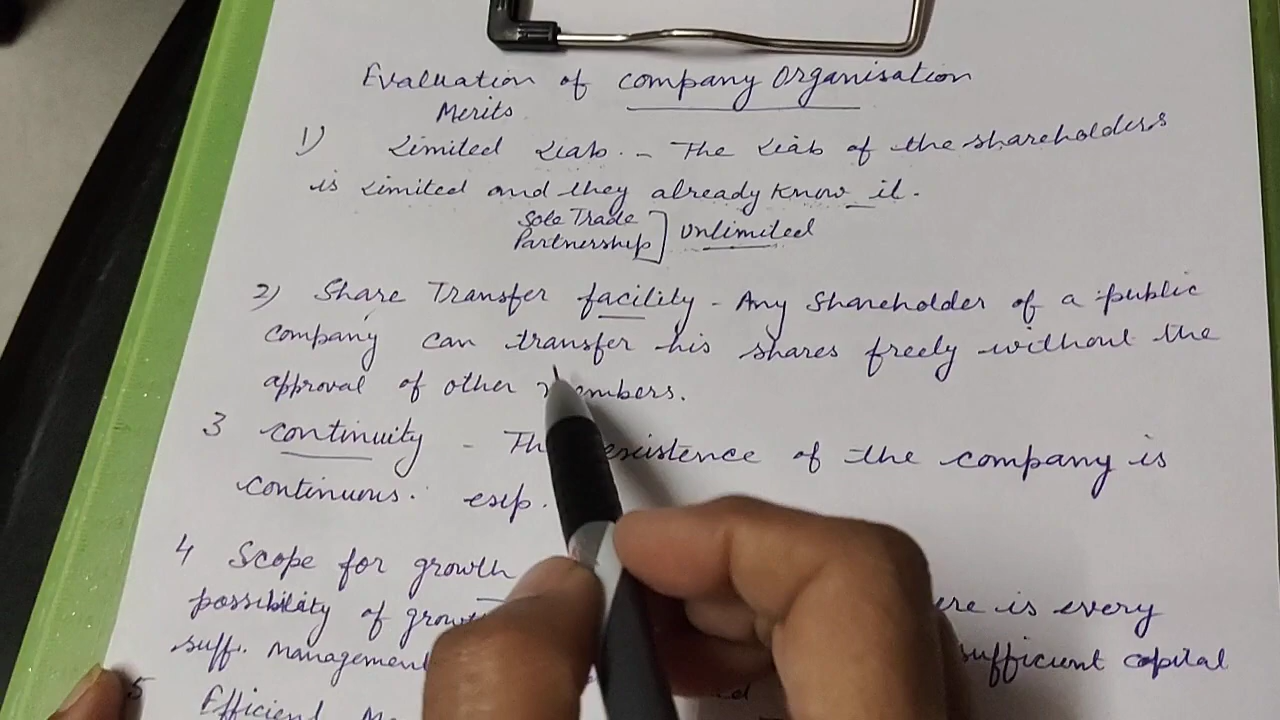 Evaluation of company Organisation
Merits
1) Limited Liab. - The Liab of the shareholders
is Limited and they already know it.
Sole Trade
Partnership ] Unlimited
2) Share Transfer facility - Any shareholder of a public
company can transfer his shares freely without the
approval of other members.
3 continuity - The existence of the company is
continuous.
4 Scope for growth
possibility of ere is every
suff. management sufficient capital
5 Efficient